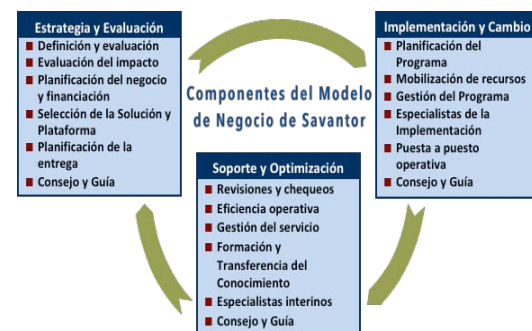 Estrategia y Evaluación
Definición y evaluación
Evaluación del impacto
Planificación del negocio
y financiación
Selección de la Solución y
Plataforma
Planificación de la
entrega
Consejo y Guía
Componentes del Modelo
de Negocio de Savantor
Implementación y Cambio
Planificación del
Programa
Mobilización de recursos
Gestión del Programa
Especialistas de la
Implementación
Puesta a puesto
operativa
Consejo y Guía
Soporte y Optimización
Revisiones y chequeos
Eficiencia operativa
Gestión del servicio
Formación y
Transferencia del
Conocimiento
Especialistas internos
Consejo y Guía